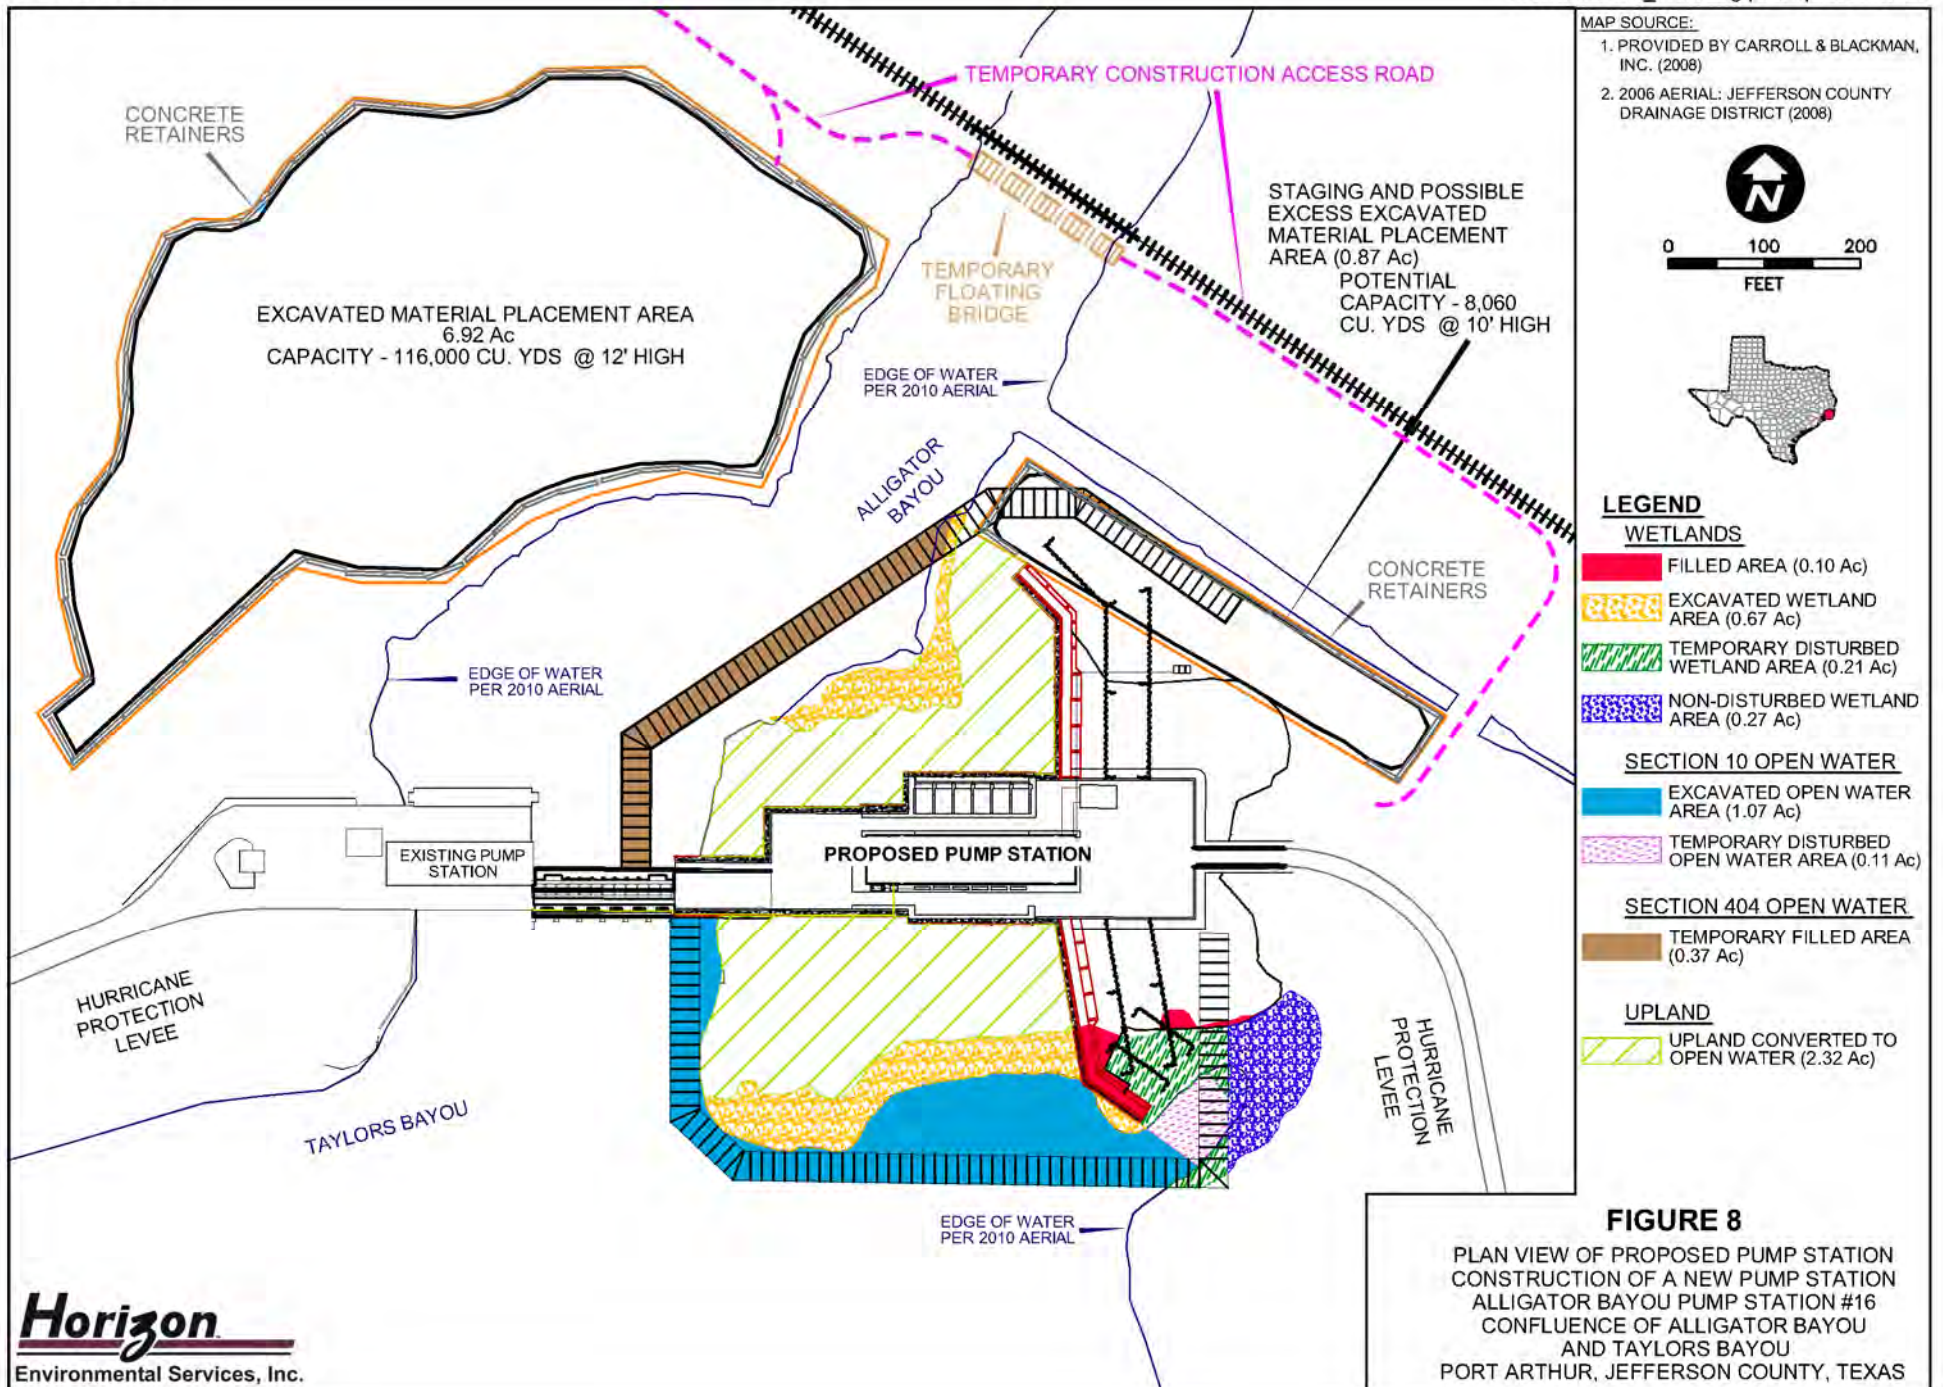 MAP SOURCE:
1. PROVIDED BY CARROLL & BLACKMAN,
INC. (2008)
2. 2006 AERIAL: JEFFERSON COUNTY
DRAINAGE DISTRICT (2008)
N
0 100 200
FEET
CONCRETE
RETAINERS
TEMPORARY CONSTRUCTION ACCESS ROAD
STAGING AND POSSIBLE
EXCESS EXCAVATED
MATERIAL PLACEMENT
AREA (0.87 Ac)
POTENTIAL
CAPACITY - 8,060
CU. YDS @ 10' HIGH
TEMPORARY
FLOATING
BRIDGE
EXCAVATED MATERIAL PLACEMENT AREA
6.92 Ac
CAPACITY - 116,000 CU. YDS @ 12' HIGH
EDGE OF WATER
PER 2010 AERIAL
ALLIGATOR
BAYOU
CONCRETE
RETAINERS
EDGE OF WATER
PER 2010 AERIAL
EXISTING PUMP
STATION
PROPOSED PUMP STATION
HURRICANE
PROTECTION
LEVEE
HURRICANE
PROTECTION
LEVEE
TAYLORS BAYOU
EDGE OF WATER
PER 2010 AERIAL
LEGEND
WETLANDS
FILLED AREA (0.10 Ac)
EXCAVATED WETLAND
AREA (0.67 Ac)
TEMPORARY DISTURBED
WETLAND AREA (0.21 Ac)
NON-DISTURBED WETLAND
AREA (0.27 Ac)
SECTION 10 OPEN WATER
EXCAVATED OPEN WATER
AREA (1.07 Ac)
TEMPORARY DISTURBED
OPEN WATER AREA (0.11 Ac)
SECTION 404 OPEN WATER
TEMPORARY FILLED AREA
(0.37 Ac)
UPLAND
UPLAND CONVERTED TO
OPEN WATER (2.32 Ac)
FIGURE 8
PLAN VIEW OF PROPOSED PUMP STATION
CONSTRUCTION OF A NEW PUMP STATION
ALLIGATOR BAYOU PUMP STATION #16
CONFLUENCE OF ALLIGATOR BAYOU
AND TAYLORS BAYOU
PORT ARTHUR, JEFFERSON COUNTY, TEXAS
Horizon
Environmental Services, Inc.